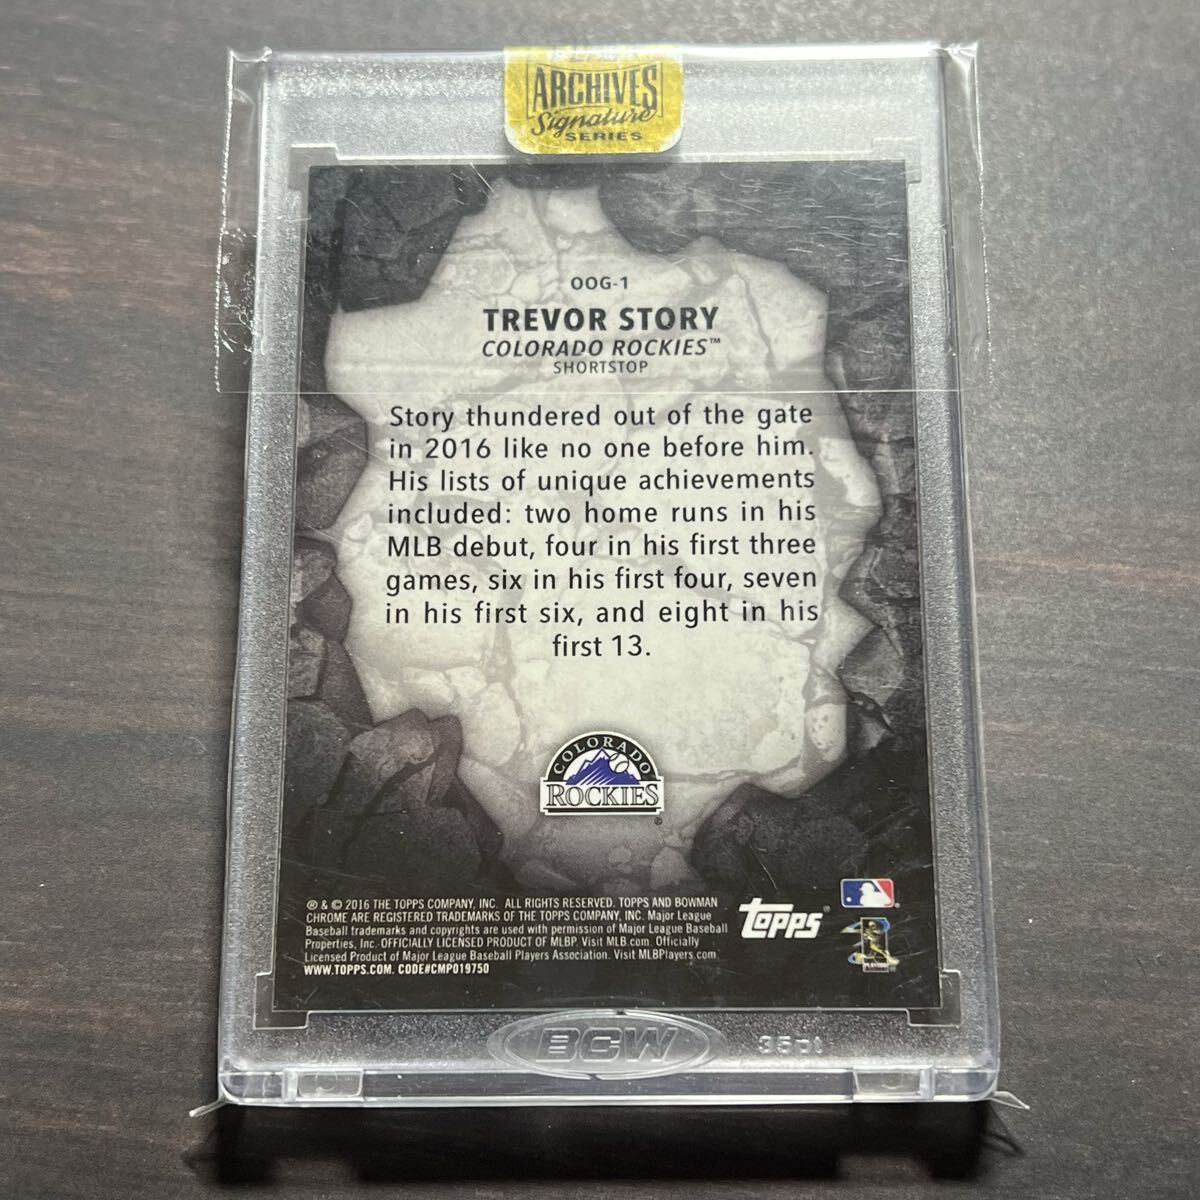 ARCHIVES
Signature
SERIES
OOG-1
TREVOR STORY
COLORADO ROCKIES™
SHORTSTOP
Story thundered out of the gate
in 2016 like no one before him.
His lists of unique achievements
included: two home runs in his
MLB debut, four in his first three
games, six in his first four, seven
in his first six, and eight in his
first 13.
COLORADO
ROCKIES®
® & © 2016 THE TOPPS COMPANY, INC. ALL RIGHTS RESERVED. TOPPS AND BOWMAN
CHROME ARE REGISTERED TRADEMARKS OF THE TOPPS COMPANY, INC. Major League
Baseball trademarks and copyrights are used with permission of Major League Baseball
Properties, Inc. OFFICIALLY LICENSED PRODUCT OF MLBP. Visit MLB.com. Officially
Licensed Product of Major League Baseball Players Association. Visit MLBPlayers.com
WWW.TOPPS.COM. CODE#CMP019750
topps®
BCW
35pt